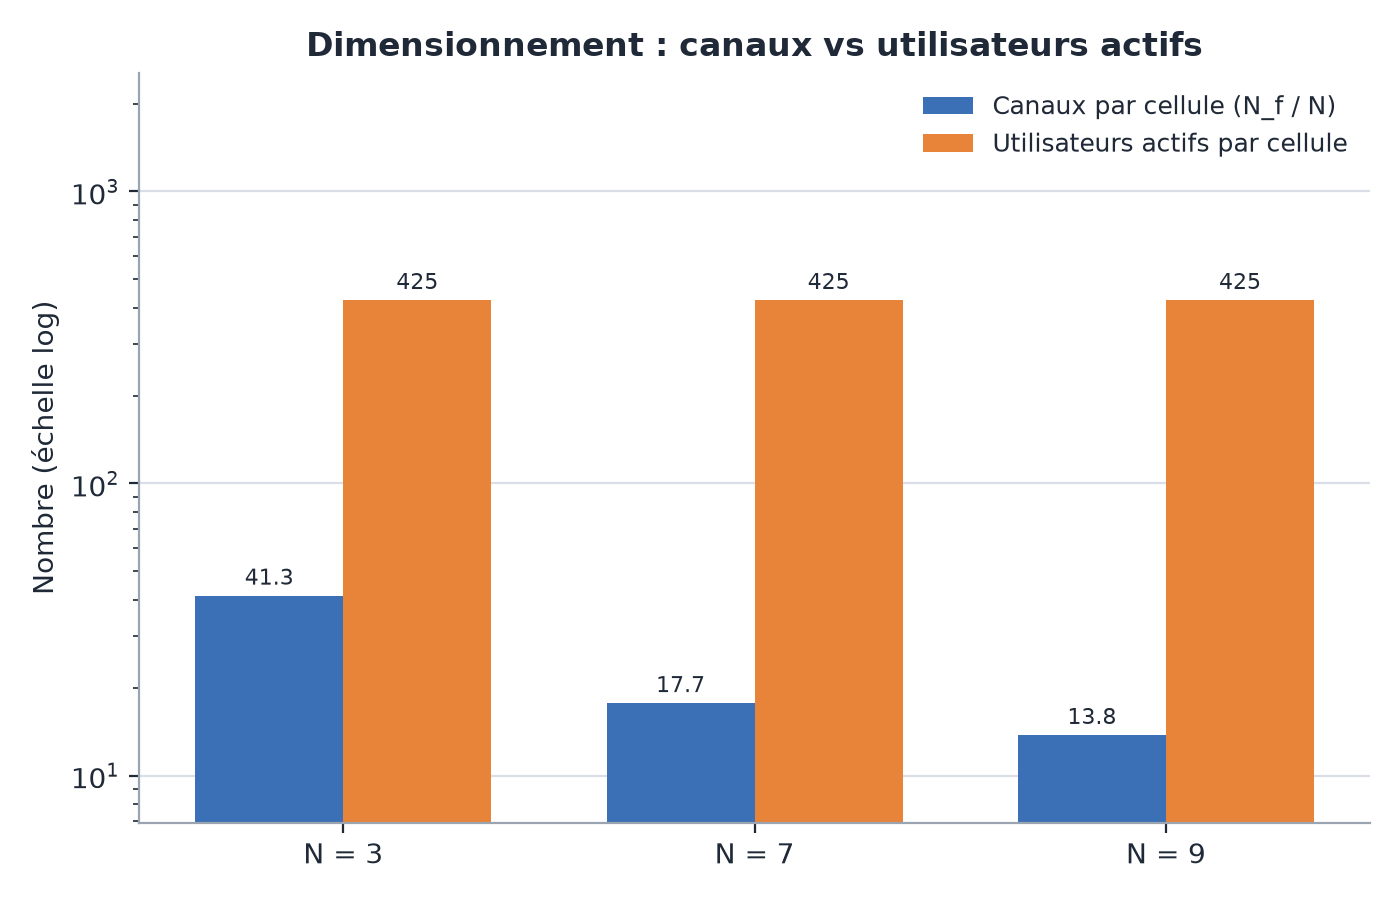 Dimensionnement : canaux vs utilisateurs actifs
Canaux par cellule (N_f / N)
Utilisateurs actifs par cellule
Nombre (échelle log)
10³
10²
10¹
425
425
425
41.3
17.7
13.8
N = 3
N = 7
N = 9